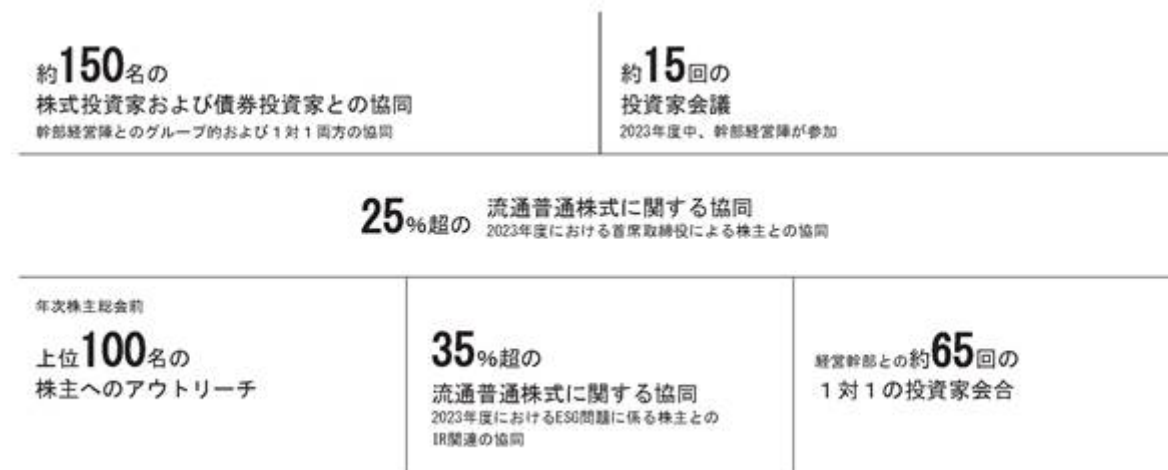 約150名の
株式投資家および債券投資家との協同
幹部経営陣とのグループ的および1対1両方の協同
約15回の
投資家会議
2023年度中、幹部経営陣が参加
25%超の 流通普通株式に関する協同
2023年度における首席取締役による株主との協同
年次株主総会前
上位100名の
株主へのアウトリーチ
35%超の
流通普通株式に関する協同
2023年度におけるESG問題に係る株主との
IR関連の協同
経営幹部との約65回の
1対1の投資家会合